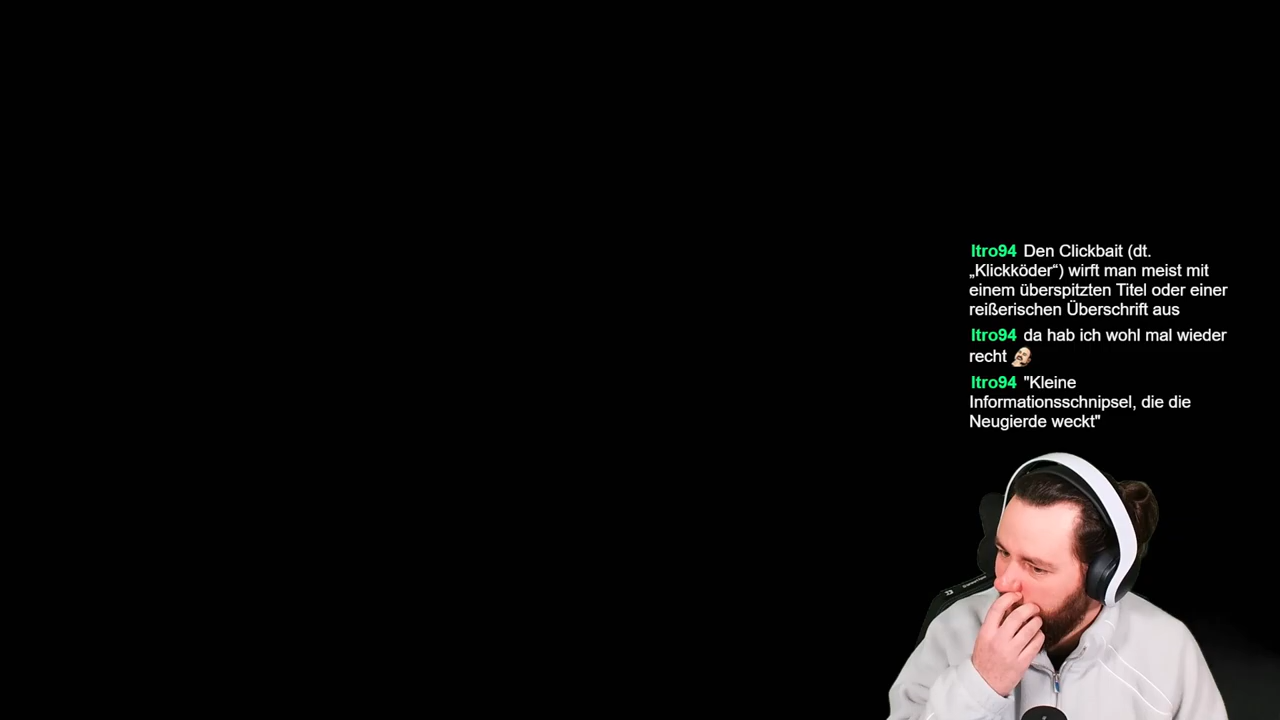 Itro94 Den Clickbait (dt.
„Klickköder“) wirft man meist mit
einem überspitzten Titel oder einer
reißerischen Überschrift aus
Itro94 da hab ich wohl mal wieder
recht
Itro94 "Kleine
Informationsschnipsel, die die
Neugierde weckt"